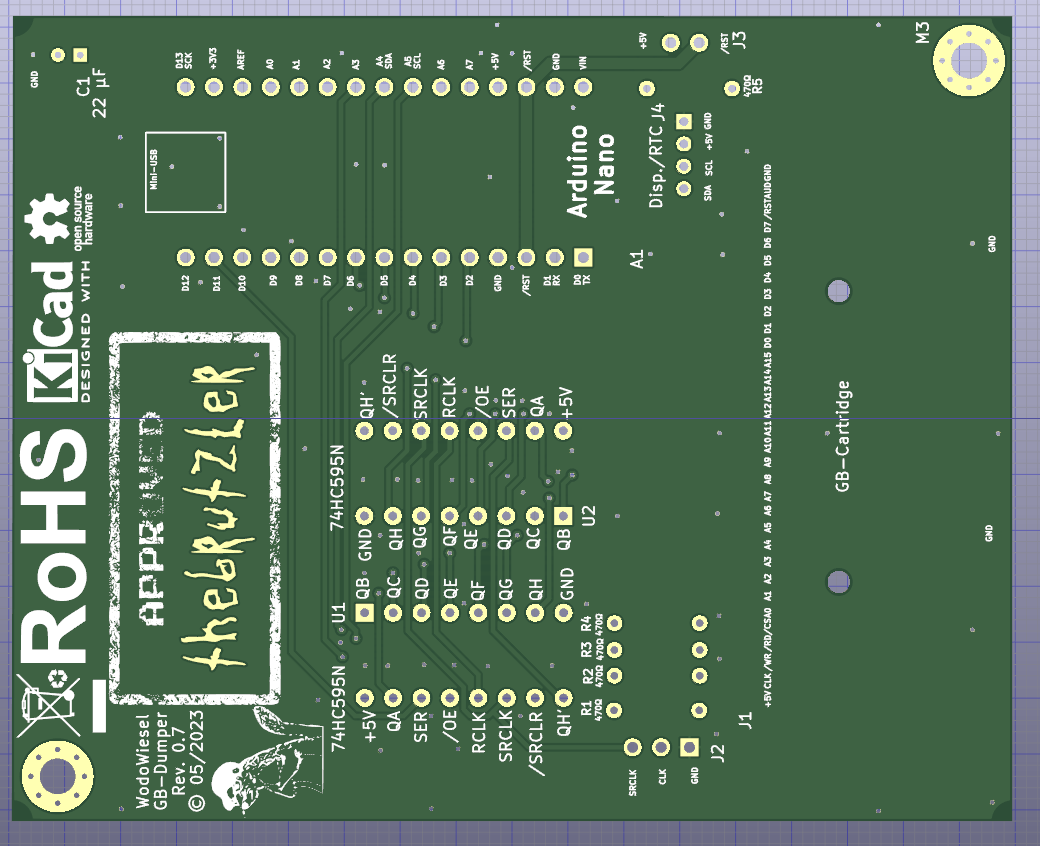 M3
+5V
/RST
J3
GND
C1
22 µF
D13
SCK
+3V3
AREF
A0
A1
A2
A3
A4
SDA
A5
SCL
A6
A7
+5V
/RST
GND
VIN
470Ω
R5
Mini-USB
Arduino
Nano
Disp./RTC J4
GND
+5V
SCL
SDA
D12
D11
D10
D9
D8
D7
D6
D5
D4
D3
D2
GND
/RST
D1
RX
D0
TX
A1
open source
hardware
KiCad
DESIGNED WITH
RoHS
theBrutzler
74HC595N
QH'
/SRCLR
SRCLK
RCLK
/OE
SER
QA
+5V
GND
QH
QG
QF
QE
QD
QC
QB
U2
U1
QB
QC
QD
QE
QF
QG
QH
GND
74HC595N
+5V
QA
SER
/OE
RCLK
SRCLK
/SRCLR
QH'
R4
470Ω
R3
470Ω
R2
470Ω
R1
470Ω
SRCLK
CLK
GND
J2
J1
+5V CLK /WR /RD /CS A0 A1 A2 A3 A4 A5 A6 A7 A8 A9 A10 A11 A12 A13 A14 A15 D0 D1 D2 D3 D4 D5 D6 D7 /RST AUD GND
GB-Cartridge
GND
GND
WodoWiesel
GB-Dumper
Rev. 0.7
© 05/2023